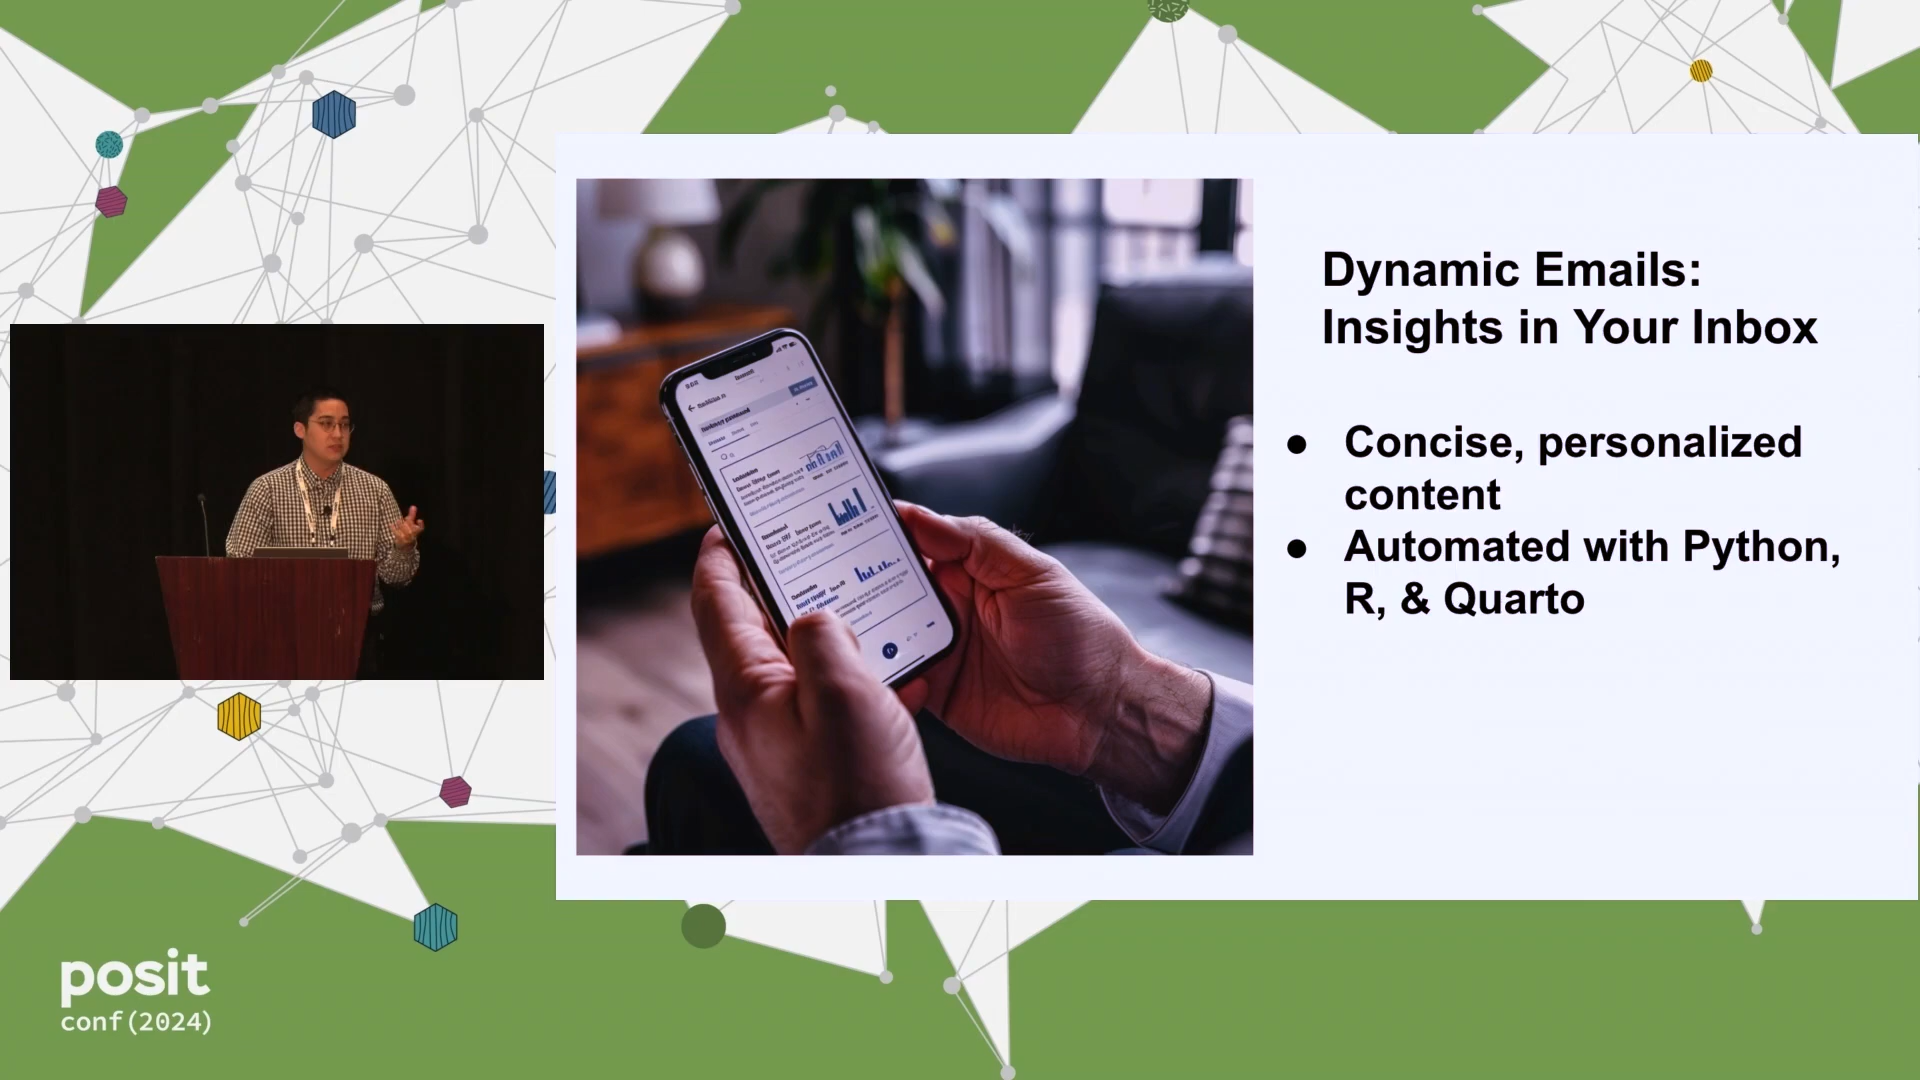 Dynamic Emails:
Insights in Your Inbox
● Concise, personalized
content
● Automated with Python,
R, & Quarto
posit
conf(2024)